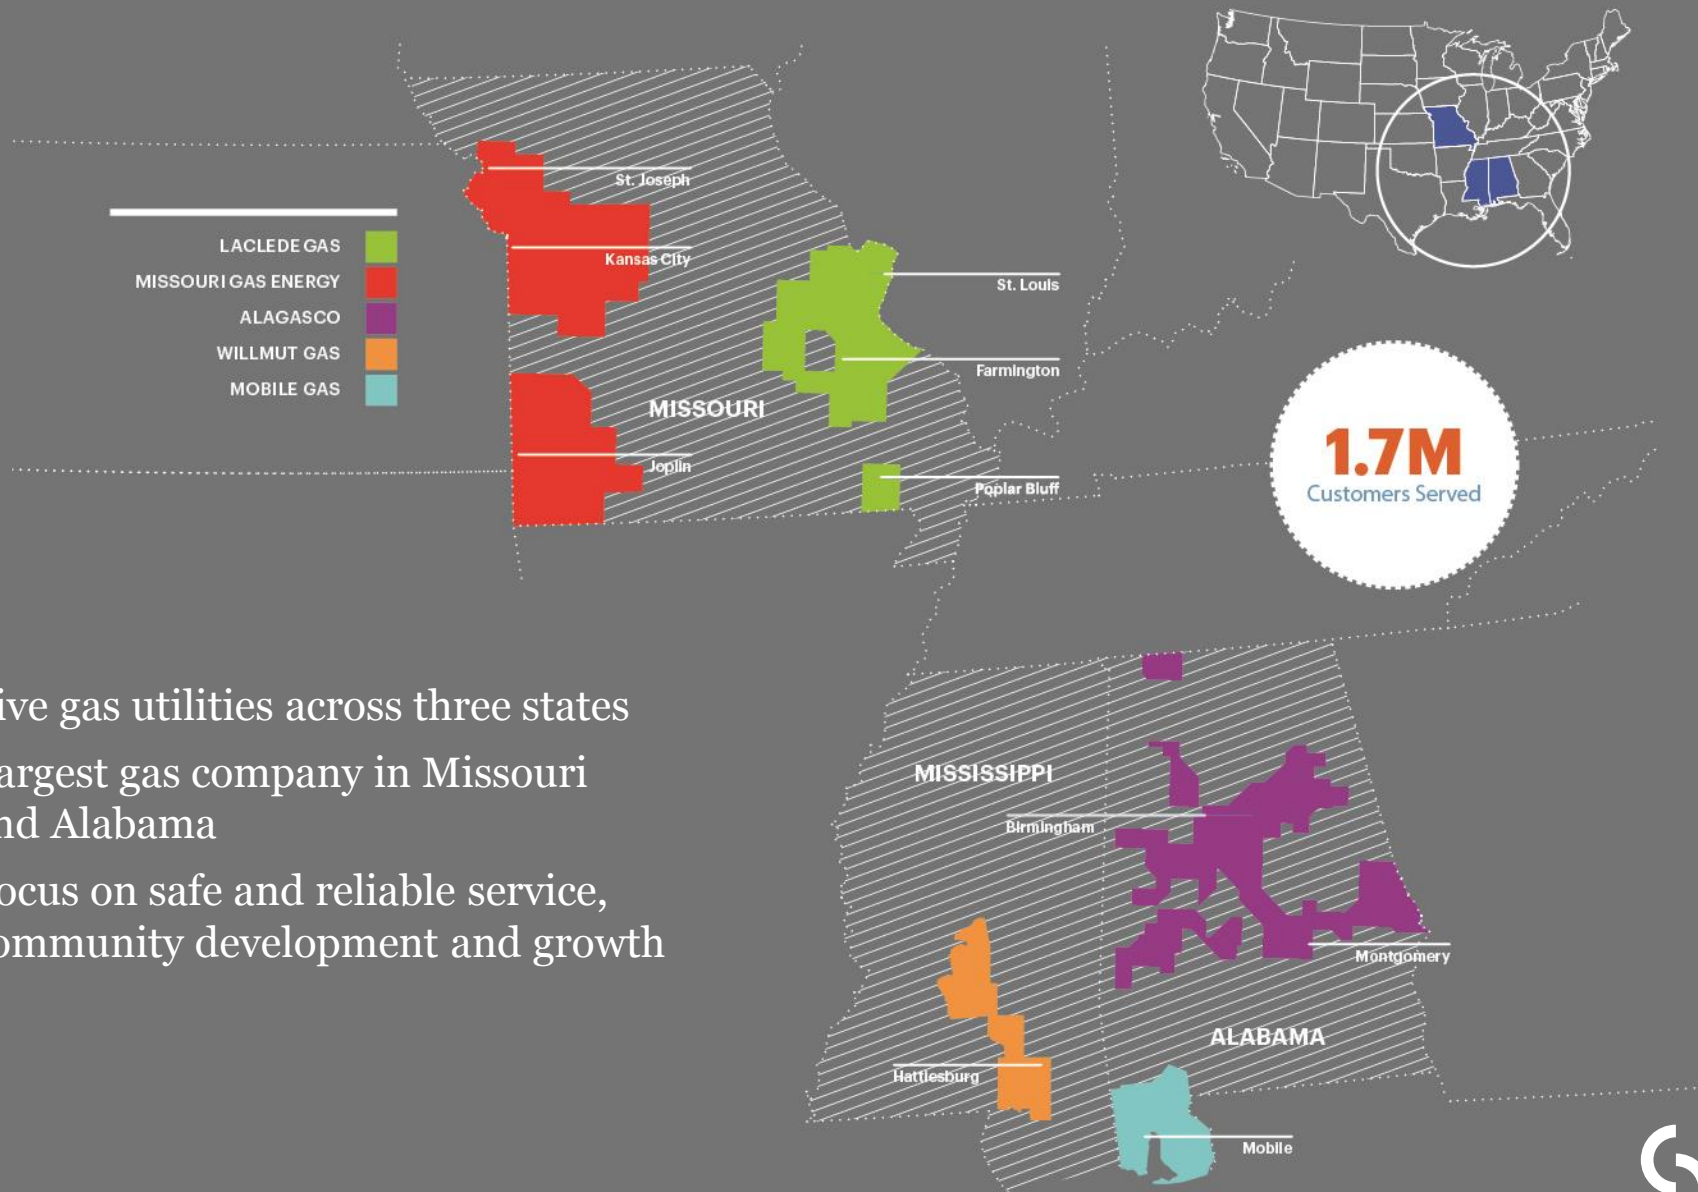 LACLEDE GAS
MISSOURI GAS ENERGY
ALAGASCO
WILLMUT GAS
MOBILE GAS
St. Joseph
Kansas City
Joplin
MISSOURI
St. Louis
Farmington
Poplar Bluff
1.7M
Customers Served
ive gas utilities across three states
argest gas company in Missouri
nd Alabama
ocus on safe and reliable service,
ommunity development and growth
MISSISSIPPI
Birmingham
Montgomery
ALABAMA
Hattiesburg
Mobile